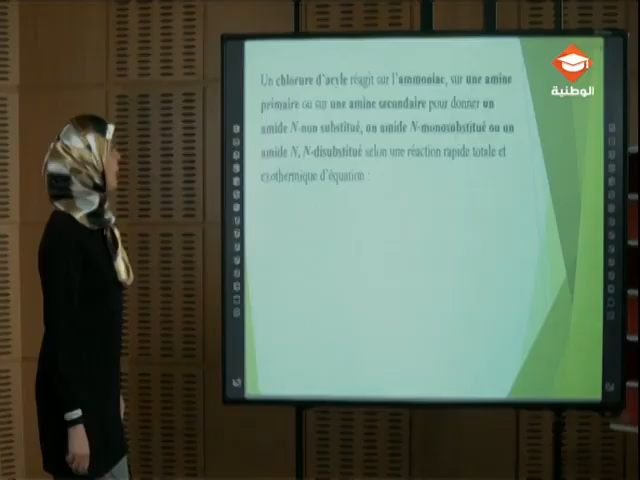 الوطنية
Un chlorure d'acyle réagit sur l'ammoniac, sur une amine
primaire ou sur une amine secundaire pour donner un
amide N-non substitué, un amide N-monosubstitué ou un
amide N, N-disubstitué selon une réaction rapide totale et
exothermique d'équation :